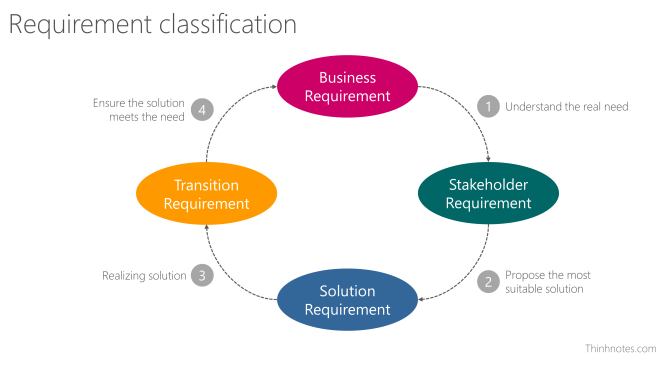 Requirement classification
Business
Requirement
1
Understand the real need
Stakeholder
Requirement
2
Propose the most
suitable solution
Solution
Requirement
3
Realizing solution
Transition
Requirement
4
Ensure the solution
meets the need
Thinhnotes.com